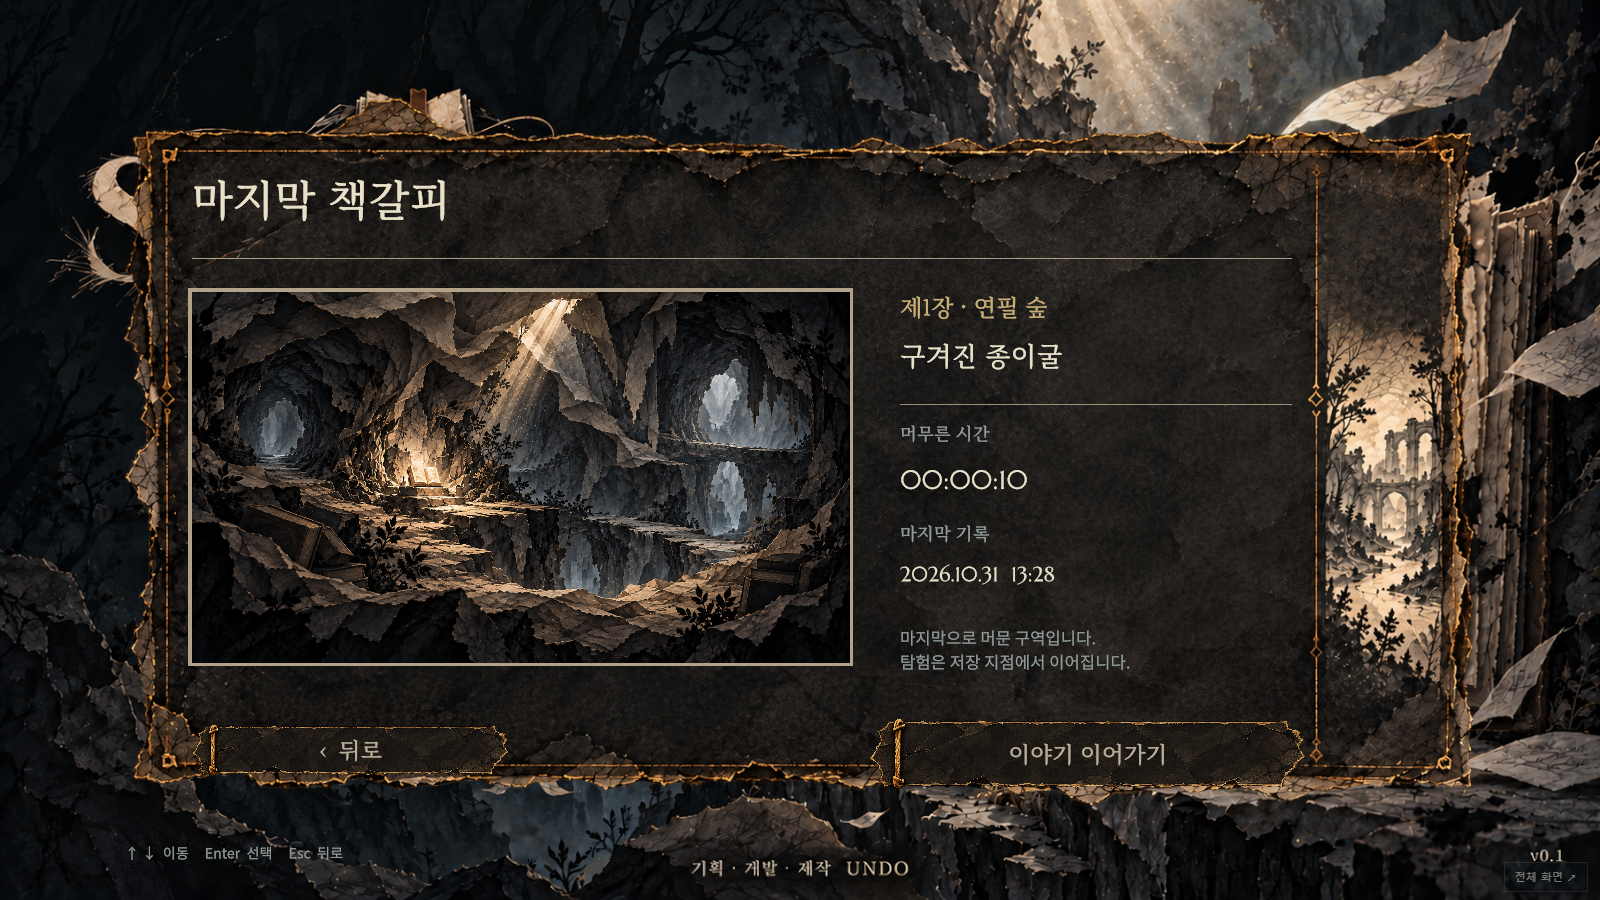 마지막 책갈피
제1장 · 연필 숲
구겨진 종이굴
머무른 시간
00:00:10
마지막 기록
2026.10.31 13:28
마지막으로 머문 구역입니다.
탐험은 저장 지점에서 이어집니다.
‹ 뒤로
이야기 이어가기
↑ ↓ 이동 Enter 선택 Esc 뒤로
기획 · 개발 · 제작 UNDO
v0.1
전체 화면 ↗